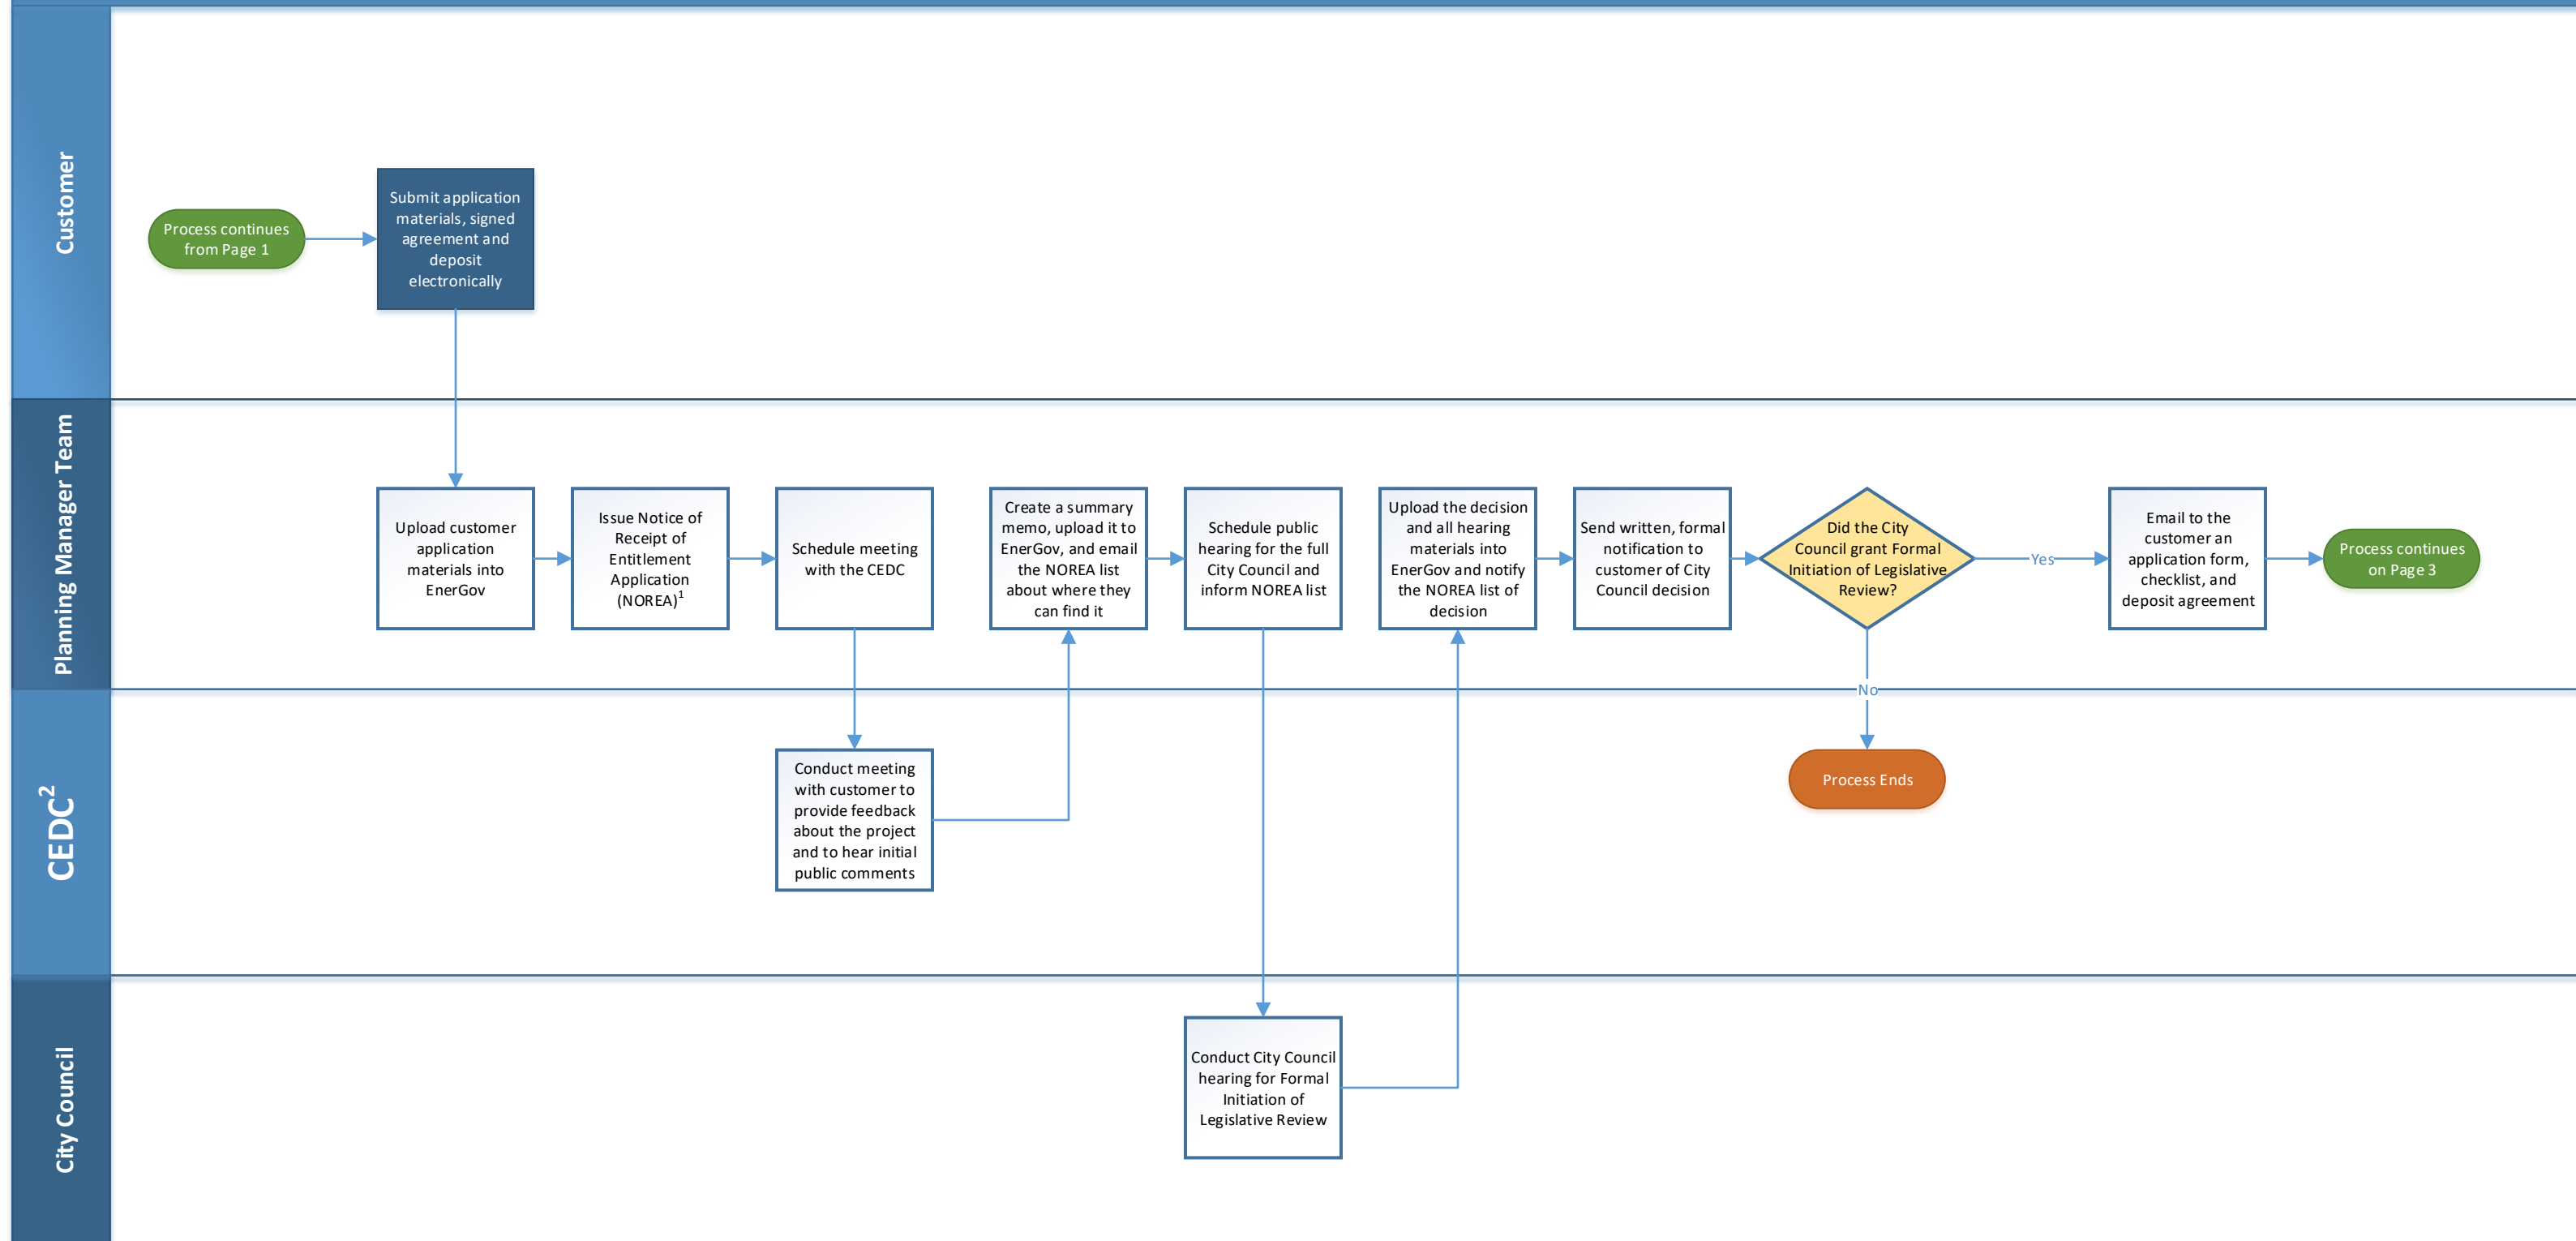 Customer
Process continues
from Page 1
Submit application
materials, signed
agreement and
deposit
electronically
Planning Manager Team
Upload customer
application
materials into
EnerGov
Issue Notice of
Receipt of
Entitlement
Application
(NOREA)1
Schedule meeting
with the CEDC
Create a summary
memo, upload it to
EnerGov, and email
the NOREA list
about where they
can find it
Schedule public
hearing for the full
City Council and
inform NOREA list
Upload the decision
and all hearing
materials into
EnerGov and notify
the NOREA list of
decision
Send written, formal
notification to
customer of City
Council decision
Did the City
Council grant Formal
Initiation of Legislative
Review?
Yes
Email to the
customer an
application form,
checklist, and
deposit agreement
Process continues
on Page 3
No
CEDC2
Conduct meeting
with customer to
provide feedback
about the project
and to hear initial
public comments
Process Ends
City Council
Conduct City Council
hearing for Formal
Initiation of
Legislative Review